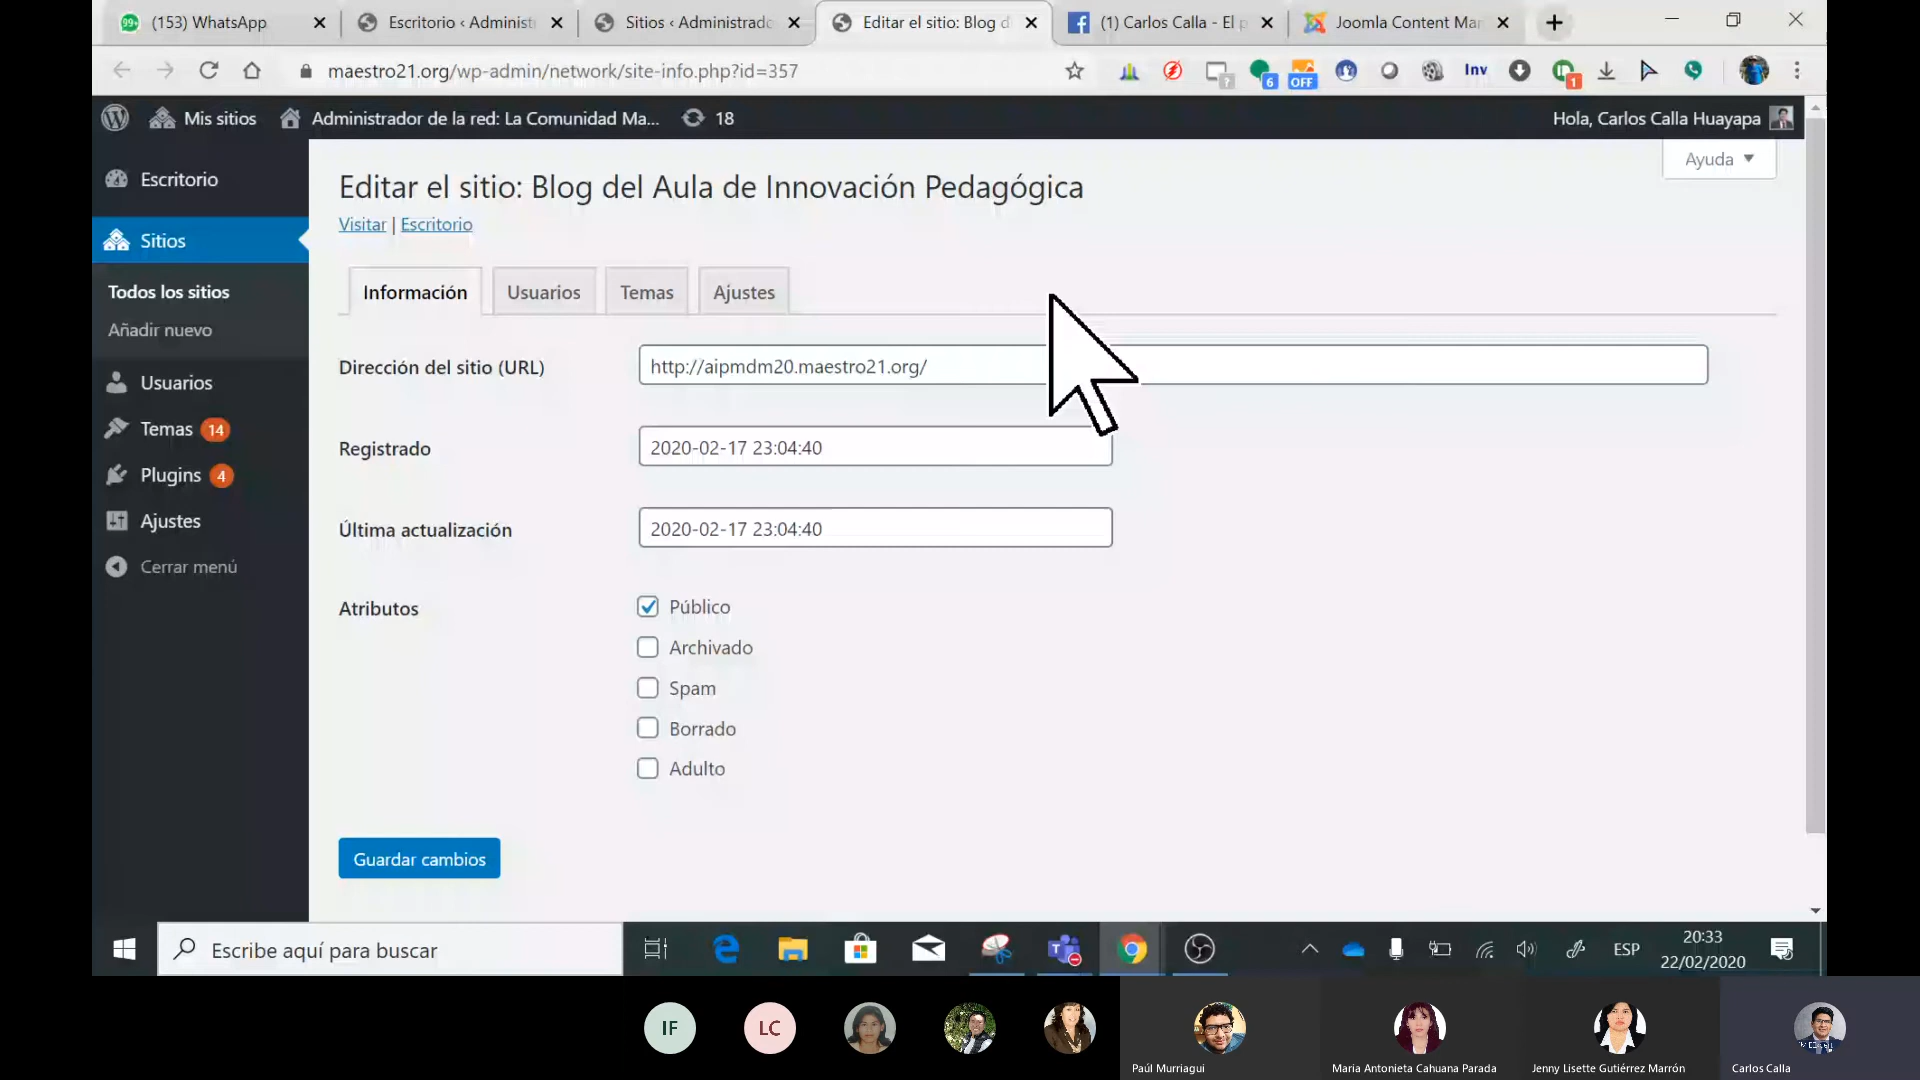 (153) WhatsApp
Escritorio ‹ Administ
Sitios ‹ Administrado
Editar el sitio: Blog d
(1) Carlos Calla - El p
Joomla Content Ma
maestro21.org/wp-admin/network/site-info.php?id=357
6
OFF
Inv
1
Mis sitios
Administrador de la red: La Comunidad Ma...
18
Hola, Carlos Calla Huayapa
Ayuda
Escritorio
Sitios
Todos los sitios
Añadir nuevo
Usuarios
Temas 14
Plugins 4
Ajustes
Cerrar menú
Editar el sitio: Blog del Aula de Innovación Pedagógica
Visitar | Escritorio
Información
Usuarios
Temas
Ajustes
Dirección del sitio (URL)
http://aipmdm20.maestro21.org/
Registrado
2020-02-17 23:04:40
Última actualización
2020-02-17 23:04:40
Atributos
Público
Archivado
Spam
Borrado
Adulto
Guardar cambios
Escribe aquí para buscar
ESP
20:33
22/02/2020
IF
LC
Paúl Murriagui
Maria Antonieta Cahuana Parada
Jenny Lisette Gutiérrez Marrón
Carlos Calla